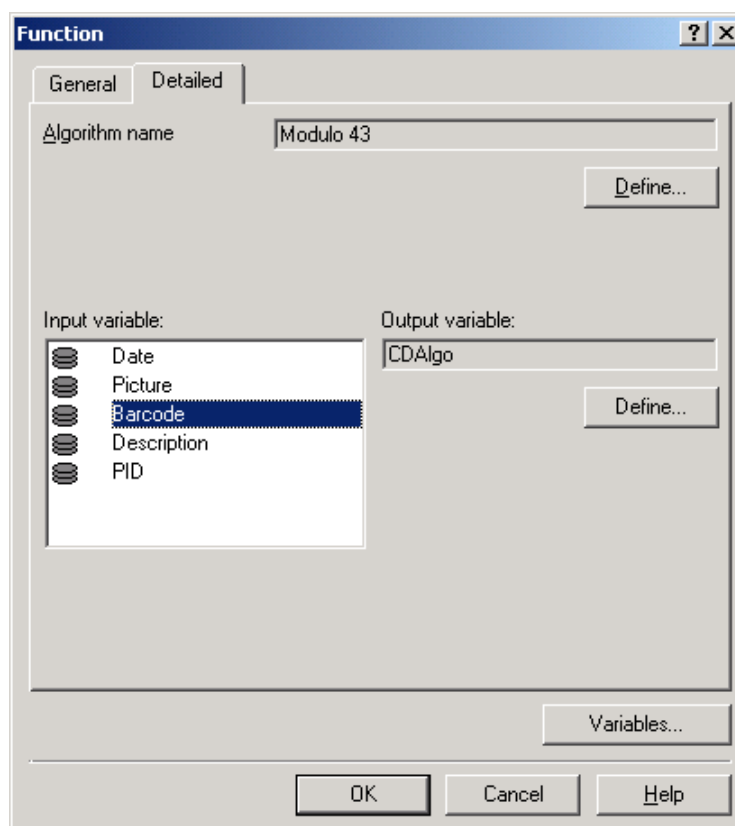 Function
General Detailed
Algorithm name Modulo 43
Define...
Input variable: Output variable:
Date CDAlgo
Picture
Barcode Define...
Description
PID
Variables...
OK Cancel Help